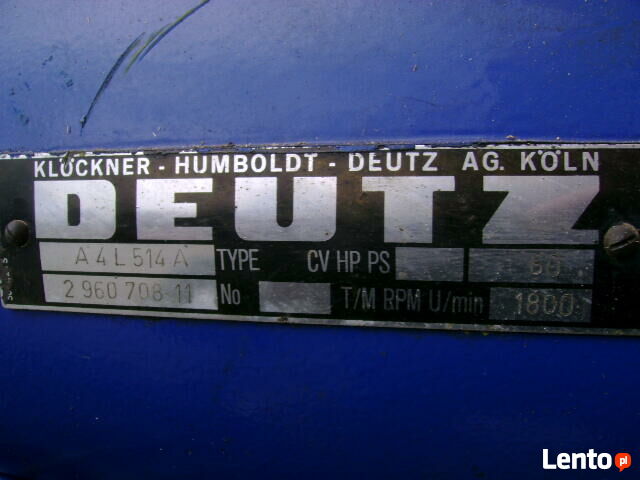 KLÖCKNER - HUMBOLDT - DEUTZ AG. KÖLN
DEUTZ
A 4 L 514 A TYPE CV HP PS 60
2 960 708-11 No T/M RPM U/min 1800
Lento.pl